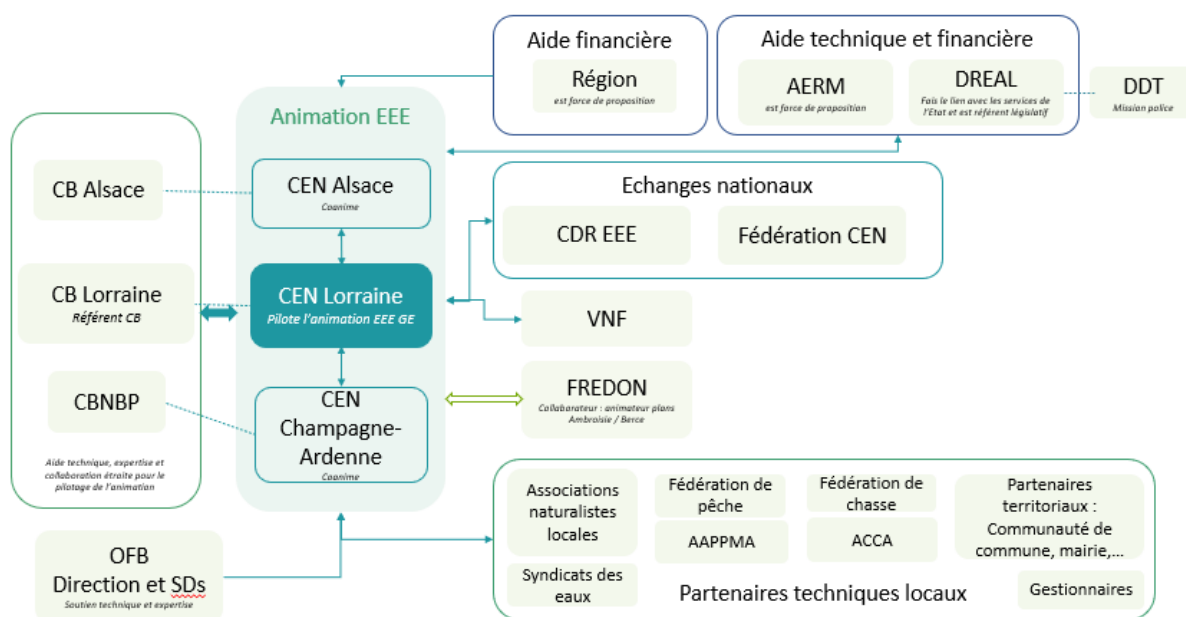 Aide financière
Région
est force de proposition
Aide technique et financière
AERM
est force de proposition
DREAL
Fais le lien avec les services de
l'Etat et est référent législatif
DDT
Mission police
Animation EEE
CB Alsace
CEN Alsace
Coanime
Echanges nationaux
CDR EEE
Fédération CEN
CB Lorraine
Référent CB
CEN Lorraine
Pilote l'animation EEE GE
VNF
CBNBP
CEN
Champagne-
Ardenne
Coanime
FREDON
Collaborateur : animateur plans
Ambroisie / Berce
Aide technique, expertise et
collaboration étroite pour le
pilotage de l'animation
OFB
Direction et SDs
Soutien technique et expertise
Associations
naturalistes
locales
Fédération de
pêche
Fédération de
chasse
Partenaires
territoriaux :
Communauté de
commune, mairie,...
AAPPMA
ACCA
Syndicats des
eaux
Partenaires techniques locaux
Gestionnaires